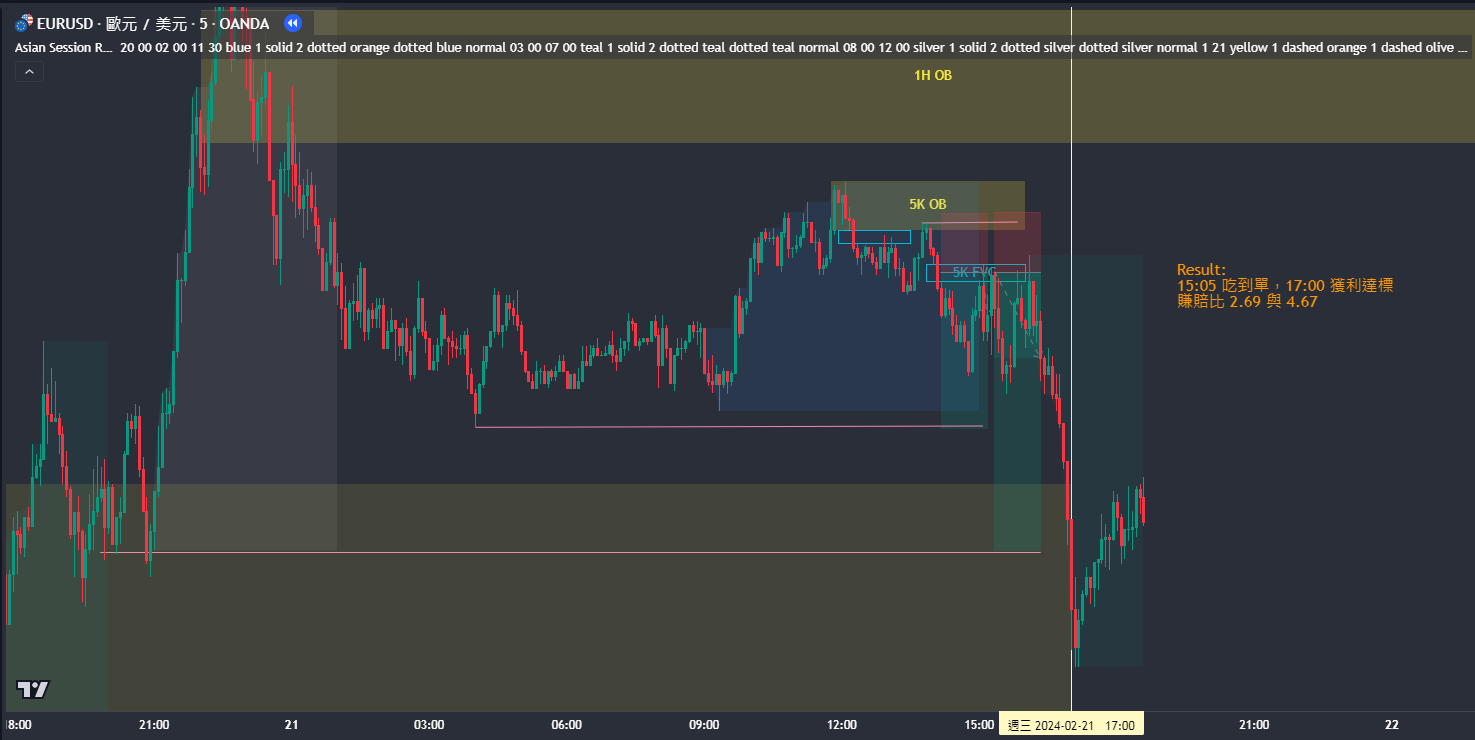 EURUSD · 歐元 / 美元 · 5 · OANDA
Asian Session R... 20 00 02 00 11 30 blue 1 solid 2 dotted orange dotted blue normal 03 00 07 00 teal 1 solid 2 dotted teal dotted teal normal 08 00 12 00 silver 1 solid 2 dotted silver dotted silver normal 1 21 yellow 1 dashed orange 1 dashed olive ...
1H OB
5K OB
5K FVG
Result:
15:05 吃到單，17:00 獲利達標
賺賠比 2.69 與 4.67
8:00 21:00 21 03:00 06:00 09:00 12:00 15:00 週三 2024-02-21 17:00 21:00 22